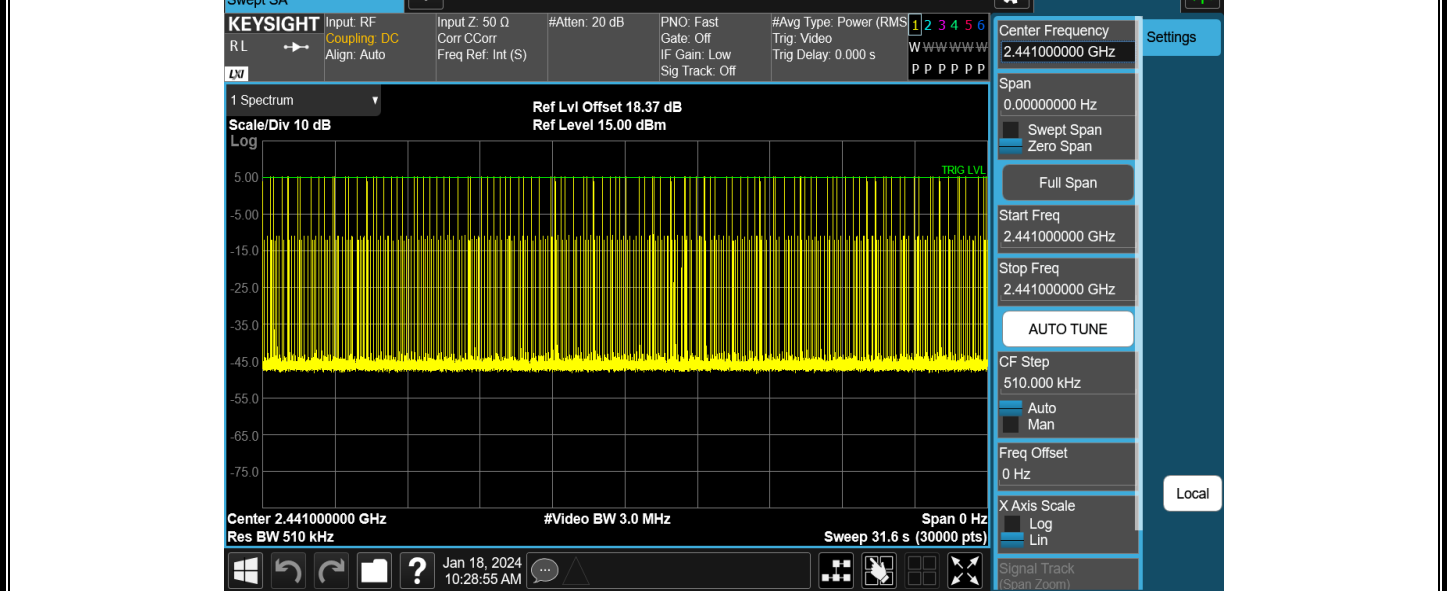 Swept SA
KEYSIGHT
RL
LXI
Input: RF
Coupling: DC
Align: Auto
Input Z: 50 Ω
Corr CCorr
Freq Ref: Int (S)
#Atten: 20 dB
PNO: Fast
Gate: Off
IF Gain: Low
Sig Track: Off
#Avg Type: Power (RMS
Trig: Video
Trig Delay: 0.000 s
1 2 3 4 5 6
W W W W W W
P P P P P P
1 Spectrum
Scale/Div 10 dB
Ref Lvl Offset 18.37 dB
Ref Level 15.00 dBm
Log
TRIG LVL
5.00
-5.00
-15.0
-25.0
-35.0
-45.0
-55.0
-65.0
-75.0
Center 2.441000000 GHz
#Video BW 3.0 MHz
Span 0 Hz
Res BW 510 kHz
Sweep 31.6 s (30000 pts)
?
Jan 18, 2024
10:28:55 AM
Center Frequency
2.441000000 GHz
Span
0.00000000 Hz
Swept Span
Zero Span
Full Span
Start Freq
2.441000000 GHz
Stop Freq
2.441000000 GHz
AUTO TUNE
CF Step
510.000 kHz
Auto
Man
Freq Offset
0 Hz
X Axis Scale
Log
Lin
Signal Track
(Span Zoom)
Settings
Local